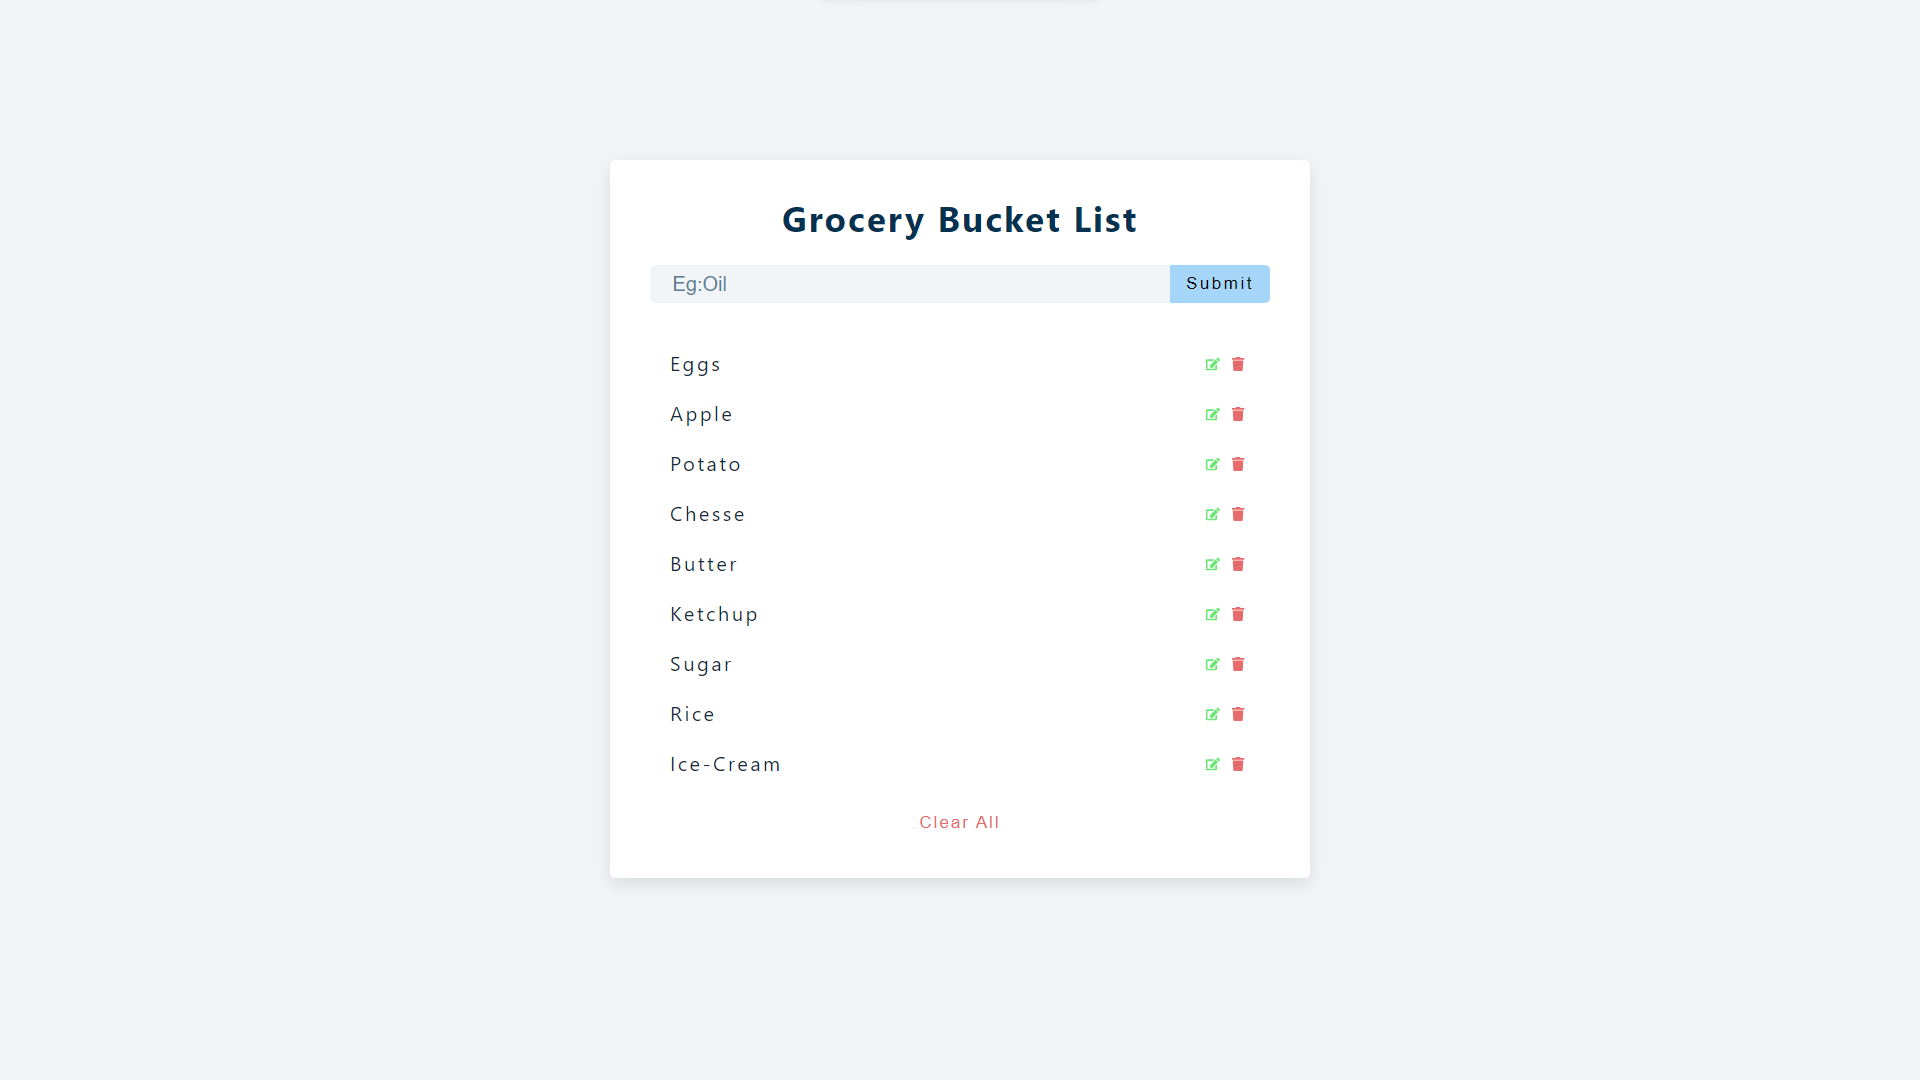 Grocery Bucket List
Eg:Oil
Submit
Eggs
Apple
Potato
Chesse
Butter
Ketchup
Sugar
Rice
Ice-Cream
Clear All